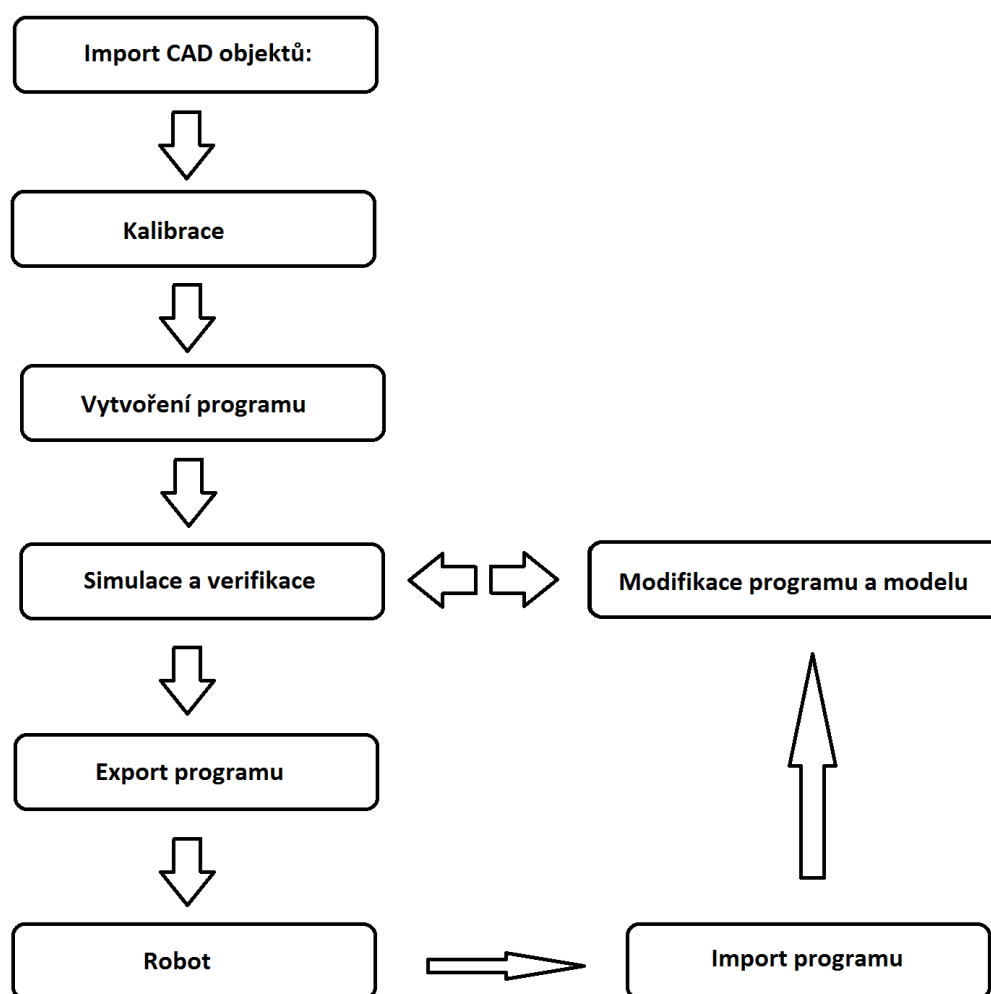 Import CAD objektů:
Kalibrace
Vytvoření programu
Simulace a verifikace
Modifikace programu a modelu
Export programu
Robot
Import programu